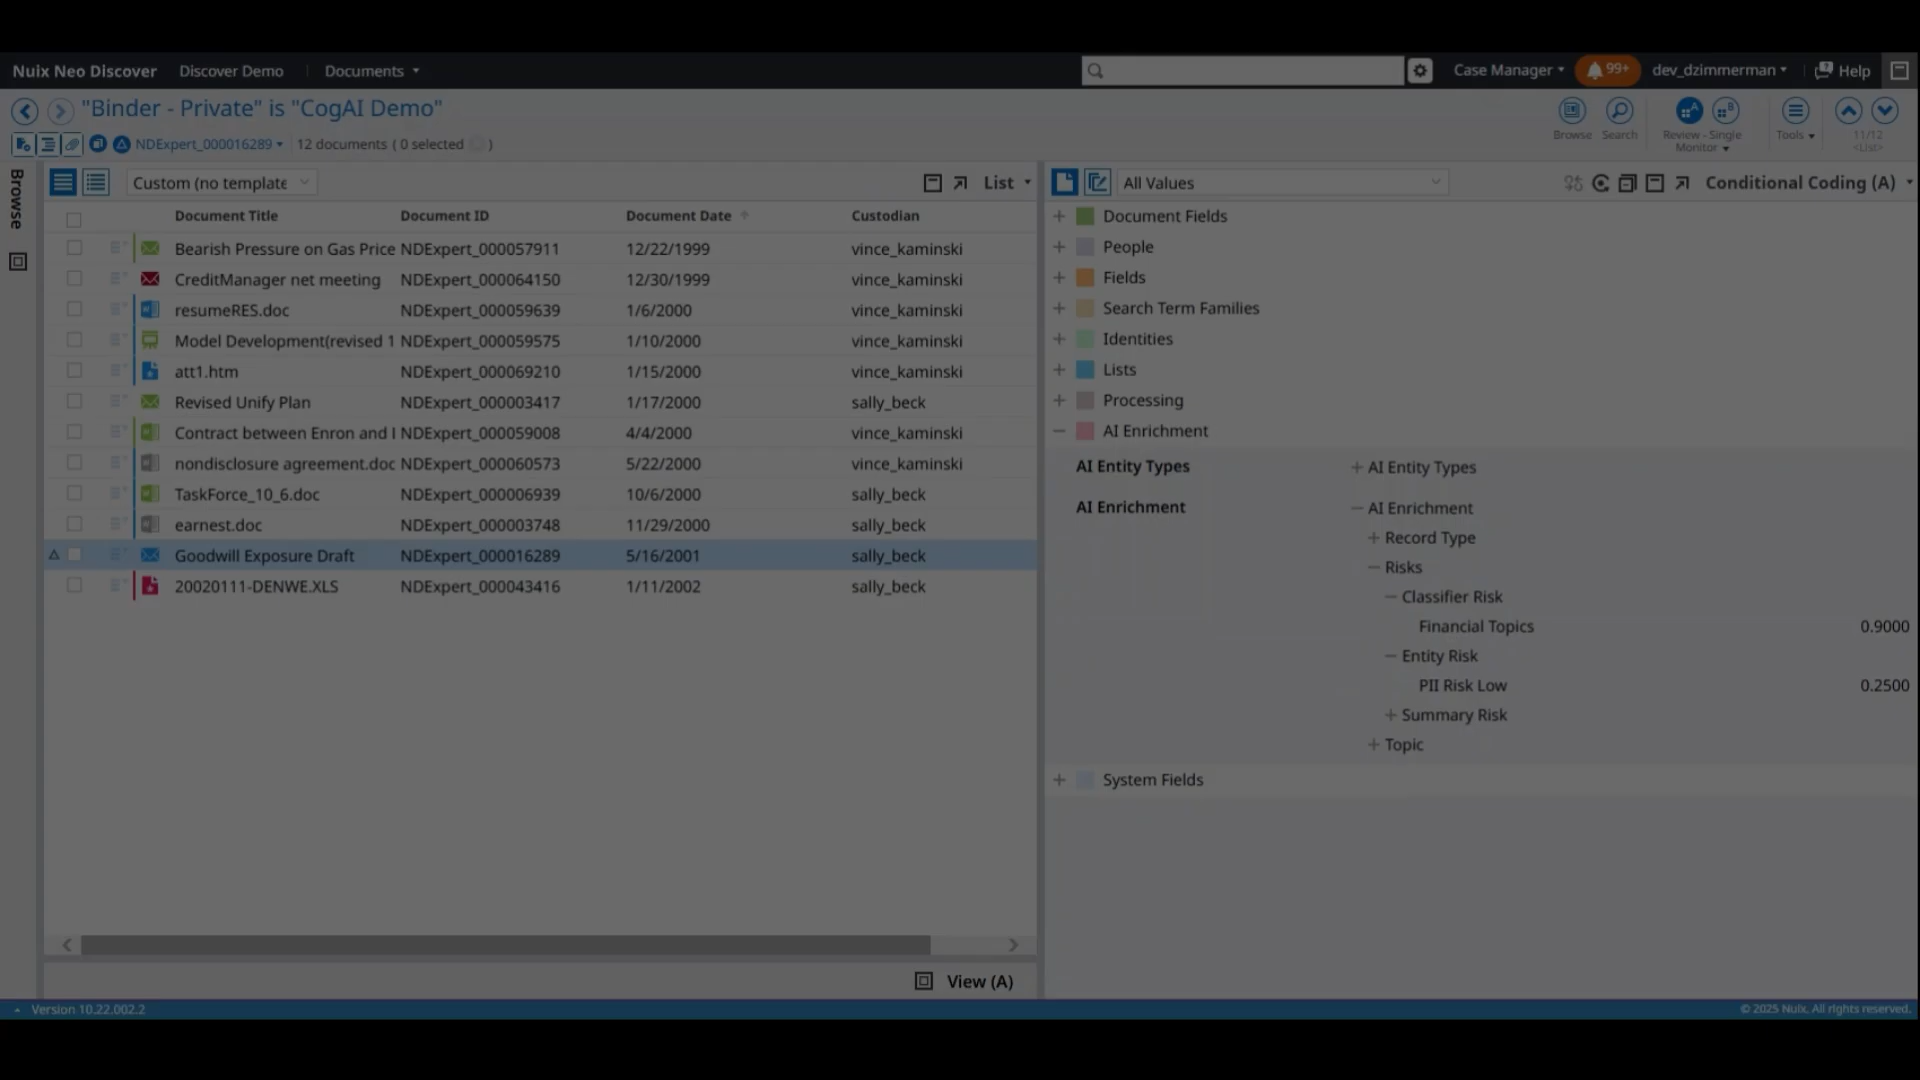 Nuix Neo Discover Discover Demo Documents Case Manager 99+ dev_dzimmerman Help
"Binder - Private" is "CogAI Demo"
NDExpert_000016289 12 documents ( 0 selected )
Browse Search Review - Single Monitor Tools 11/12 <List>
Browse
Custom (no template List
Document Title Document ID Document Date Custodian
Bearish Pressure on Gas Price NDExpert_000057911 12/22/1999 vince_kaminski
CreditManager net meeting NDExpert_000064150 12/30/1999 vince_kaminski
resumeRES.doc NDExpert_000059639 1/6/2000 vince_kaminski
Model Development(revised 1 NDExpert_000059575 1/10/2000 vince_kaminski
att1.htm NDExpert_000069210 1/15/2000 vince_kaminski
Revised Unify Plan NDExpert_000003417 1/17/2000 sally_beck
Contract between Enron and NDExpert_000059008 4/4/2000 vince_kaminski
nondisclosure agreement.doc NDExpert_000060573 5/22/2000 vince_kaminski
TaskForce_10_6.doc NDExpert_000006939 10/6/2000 sally_beck
earnest.doc NDExpert_000003748 11/29/2000 sally_beck
Goodwill Exposure Draft NDExpert_000016289 5/16/2001 sally_beck
20020111-DENWE.XLS NDExpert_000043416 1/11/2002 sally_beck
View (A)
All Values Conditional Coding (A)
Document Fields
People
Fields
Search Term Families
Identities
Lists
Processing
AI Enrichment
AI Entity Types AI Entity Types
AI Enrichment AI Enrichment
Record Type
Risks
Classifier Risk
Financial Topics 0.9000
Entity Risk
PII Risk Low 0.2500
Summary Risk
Topic
System Fields
Version 10.22.002.2 © 2025 Nuix. All rights reserved.